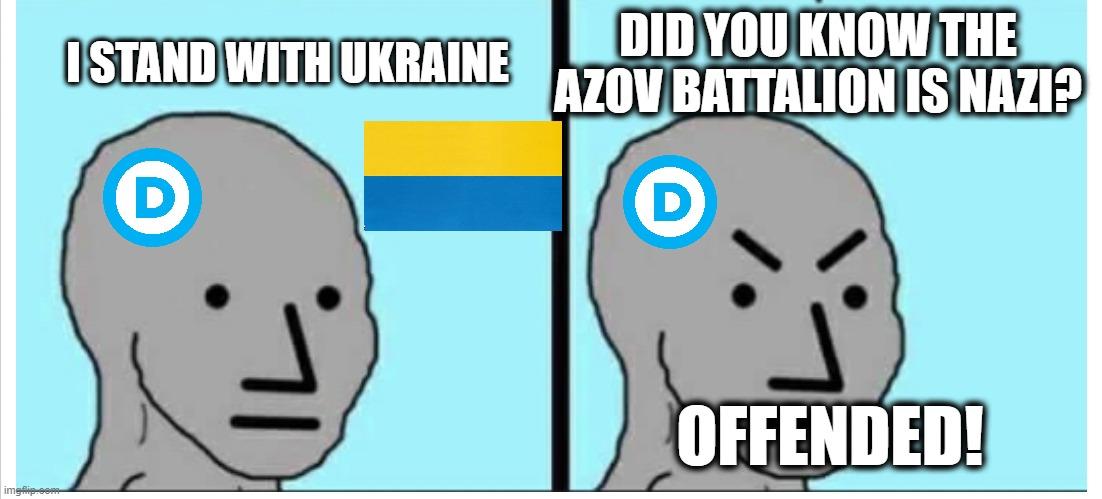 I STAND WITH UKRAINE
D
DID YOU KNOW THE
AZOV BATTALION IS NAZI?
D
OFFENDED!
imgflip.com